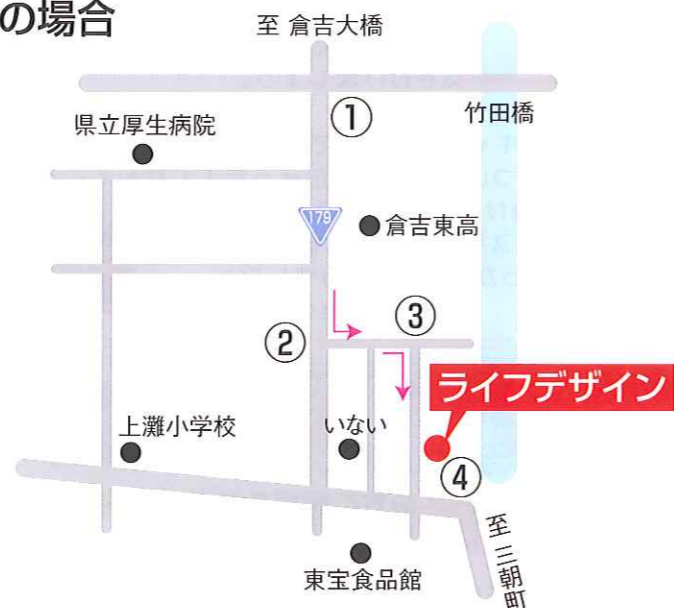 の場合
至 倉吉大橋
①
竹田橋
県立厚生病院
179
倉吉東高
③
②
ライフデザイン
上灘小学校
いない
④
至 三朝町
東宝食品館